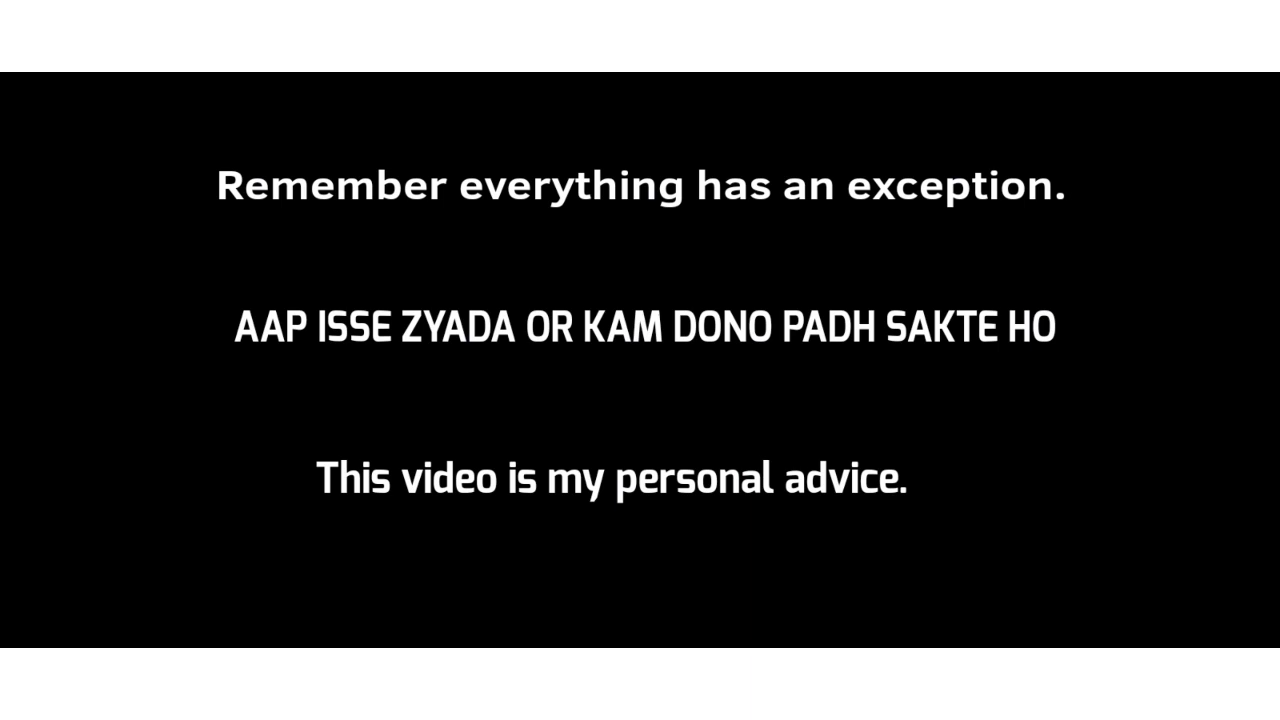 Remember everything has an exception.
AAP ISSE ZYADA OR KAM DONO PADH SAKTE HO
This video is my personal advice.